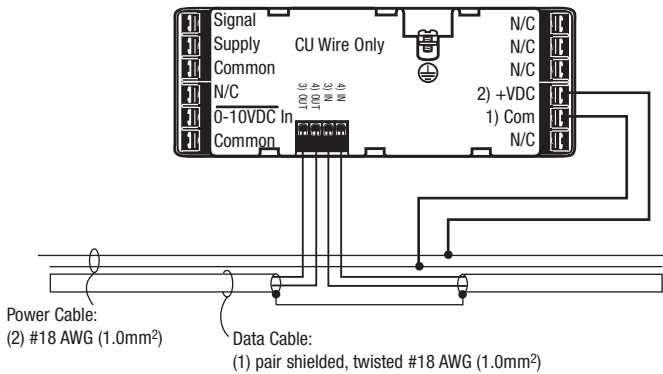 Signal
Supply
Common
N/C
0-10VDC In
Common
CU Wire Only
3) OUT
4) OUT
3) IN
4) IN
N/C
N/C
N/C
2) +VDC
1) Com
N/C
Power Cable:
(2) #18 AWG (1.0mm²)
Data Cable:
(1) pair shielded, twisted #18 AWG (1.0mm²)